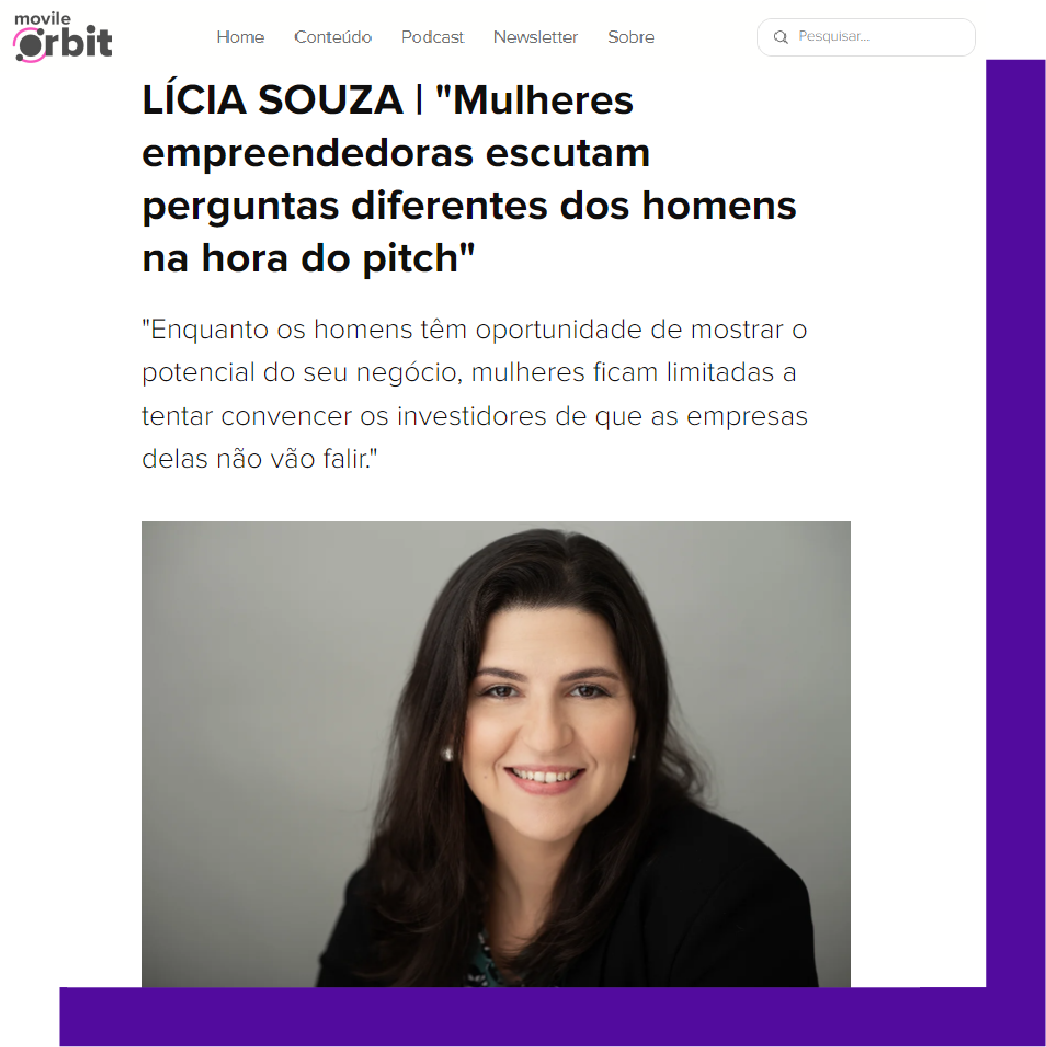 movile
Orbit
Home Conteúdo Podcast Newsletter Sobre Pesquisar...
LÍCIA SOUZA | "Mulheres
empreendedoras escutam
perguntas diferentes dos homens
na hora do pitch"
"Enquanto os homens têm oportunidade de mostrar o
potencial do seu negócio, mulheres ficam limitadas a
tentar convencer os investidores de que as empresas
delas não vão falir."